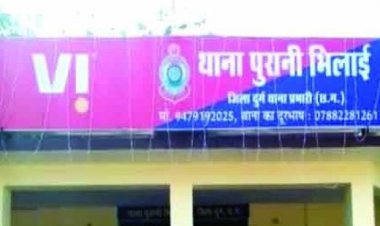 VI
थाना पुरानी भिलाई
जिला दुर्ग थाना प्रभारी (छ.ग.)
मो. 9479192025, थाना का दूरभाष : 07882281261
थाना पुरानी भिलाई जिला दुर्ग, छ.ग.